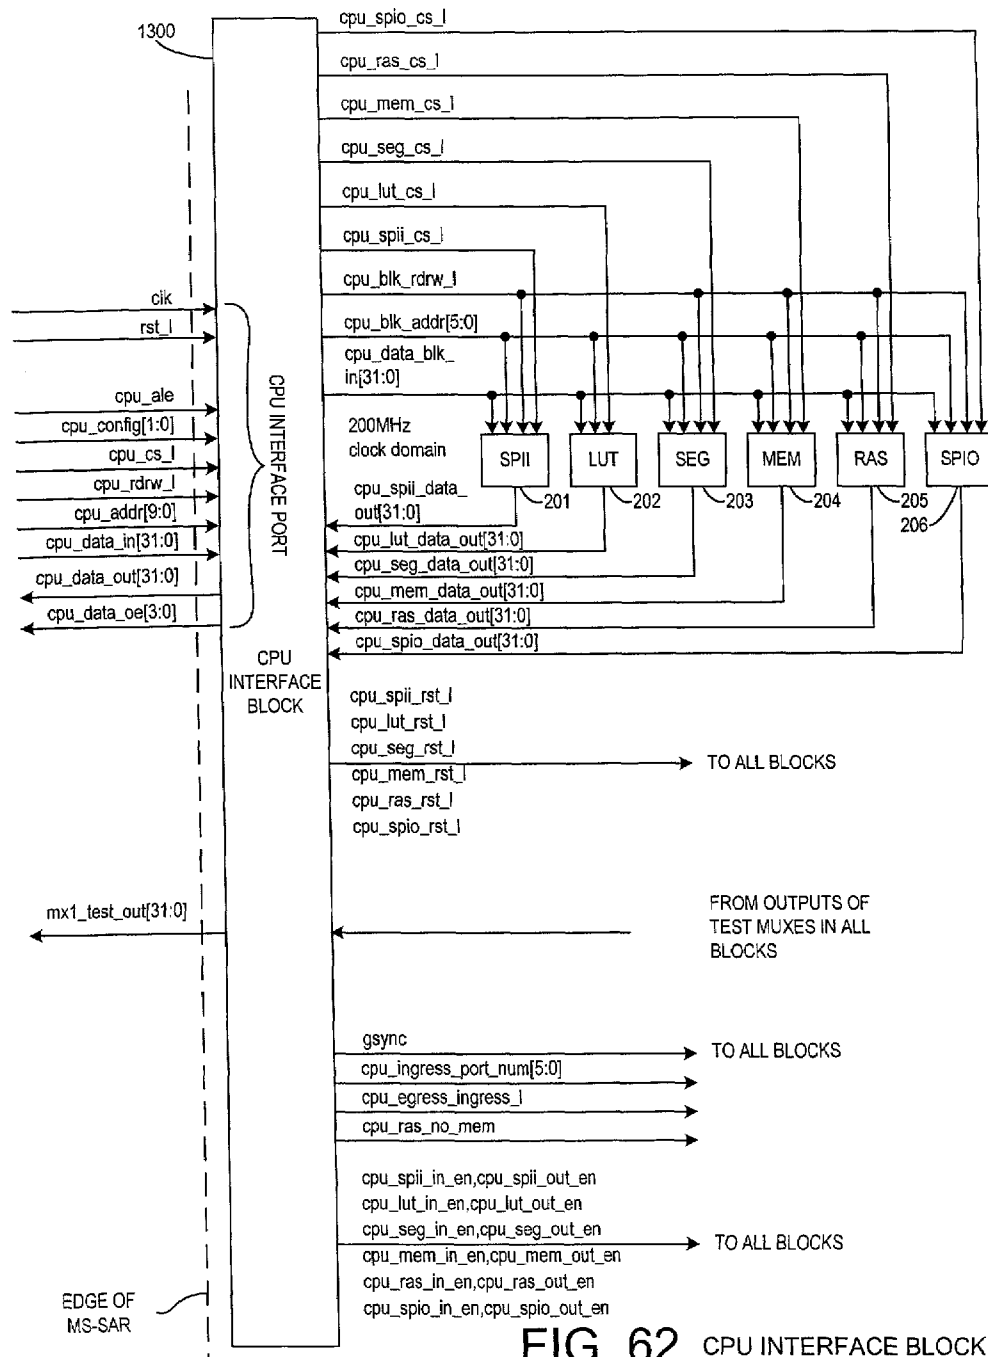 1300
cpu_spio_cs_l
cpu_ras_cs_l
cpu_mem_cs_l
cpu_seg_cs_l
cpu_lut_cs_l
cpu_spii_cs_l
cpu_blk_rdrw_l
cpu_blk_addr[5:0]
cpu_data_blk_
in[31:0]
clk
rst_l
cpu_ale
cpu_config[1:0]
cpu_cs_l
cpu_rdrw_l
cpu_addr[9:0]
cpu_data_in[31:0]
cpu_data_out[31:0]
cpu_data_oe[3:0]
CPU INTERFACE PORT
200MHz
clock domain
SPII
LUT
SEG
MEM
RAS
SPIO
201
202
203
204
205
206
cpu_spii_data_
out[31:0]
cpu_lut_data_out[31:0]
cpu_seg_data_out[31:0]
cpu_mem_data_out[31:0]
cpu_ras_data_out[31:0]
cpu_spio_data_out[31:0]
CPU
INTERFACE
BLOCK
cpu_spii_rst_l
cpu_lut_rst_l
cpu_seg_rst_l
cpu_mem_rst_l
cpu_ras_rst_l
cpu_spio_rst_l
TO ALL BLOCKS
mx1_test_out[31:0]
FROM OUTPUTS OF
TEST MUXES IN ALL
BLOCKS
gsync
cpu_ingress_port_num[5:0]
cpu_egress_ingress_l
cpu_ras_no_mem
TO ALL BLOCKS
cpu_spii_in_en,cpu_spii_out_en
cpu_lut_in_en,cpu_lut_out_en
cpu_seg_in_en,cpu_seg_out_en
cpu_mem_in_en,cpu_mem_out_en
cpu_ras_in_en,cpu_ras_out_en
cpu_spio_in_en,cpu_spio_out_en
TO ALL BLOCKS
EDGE OF
MS-SAR
FIG. 62 CPU INTERFACE BLOCK